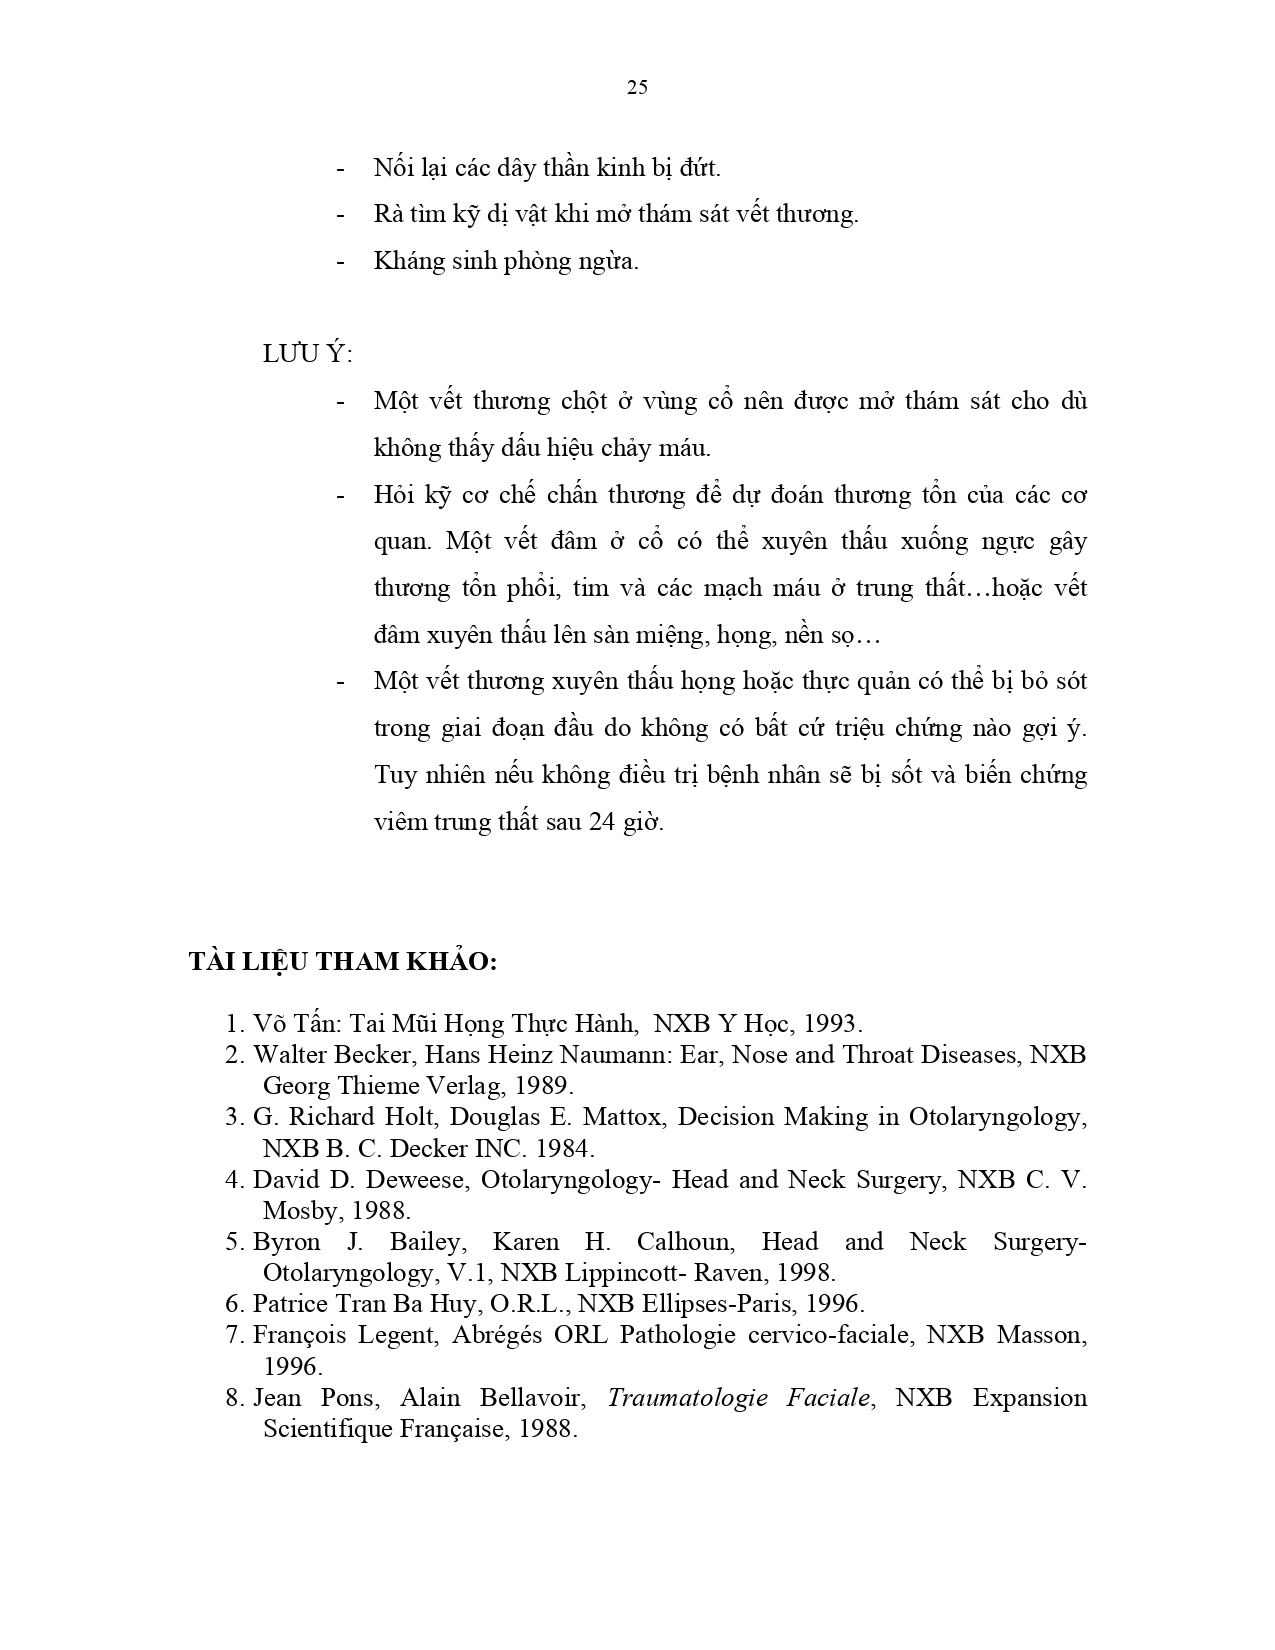 25
- Nối lại các dây thần kinh bị đứt.
- Rà tìm kỹ dị vật khi mở thám sát vết thương.
- Kháng sinh phòng ngừa.
LƯU Ý:
- Một vết thương chột ở vùng cổ nên được mở thám sát cho dù
không thấy dấu hiệu chảy máu.
- Hỏi kỹ cơ chế chấn thương để dự đoán thương tổn của các cơ
quan. Một vết đâm ở cổ có thể xuyên thấu xuống ngực gây
thương tổn phổi, tim và các mạch máu ở trung thất…hoặc vết
đâm xuyên thấu lên sàn miệng, họng, nền sọ…
- Một vết thương xuyên thấu họng hoặc thực quản có thể bị bỏ sót
trong giai đoạn đầu do không có bất cứ triệu chứng nào gợi ý.
Tuy nhiên nếu không điều trị bệnh nhân sẽ bị sốt và biến chứng
viêm trung thất sau 24 giờ.
TÀI LIỆU THAM KHẢO:
1. Võ Tấn: Tai Mũi Họng Thực Hành, NXB Y Học, 1993.
2. Walter Becker, Hans Heinz Naumann: Ear, Nose and Throat Diseases, NXB
Georg Thieme Verlag, 1989.
3. G. Richard Holt, Douglas E. Mattox, Decision Making in Otolaryngology,
NXB B. C. Decker INC. 1984.
4. David D. Deweese, Otolaryngology- Head and Neck Surgery, NXB C. V.
Mosby, 1988.
5. Byron J. Bailey, Karen H. Calhoun, Head and Neck Surgery-
Otolaryngology, V.1, NXB Lippincott- Raven, 1998.
6. Patrice Tran Ba Huy, O.R.L., NXB Ellipses-Paris, 1996.
7. François Legent, Abrégés ORL Pathologie cervico-faciale, NXB Masson,
1996.
8. Jean Pons, Alain Bellavoir, Traumatologie Faciale, NXB Expansion
Scientifique Française, 1988.